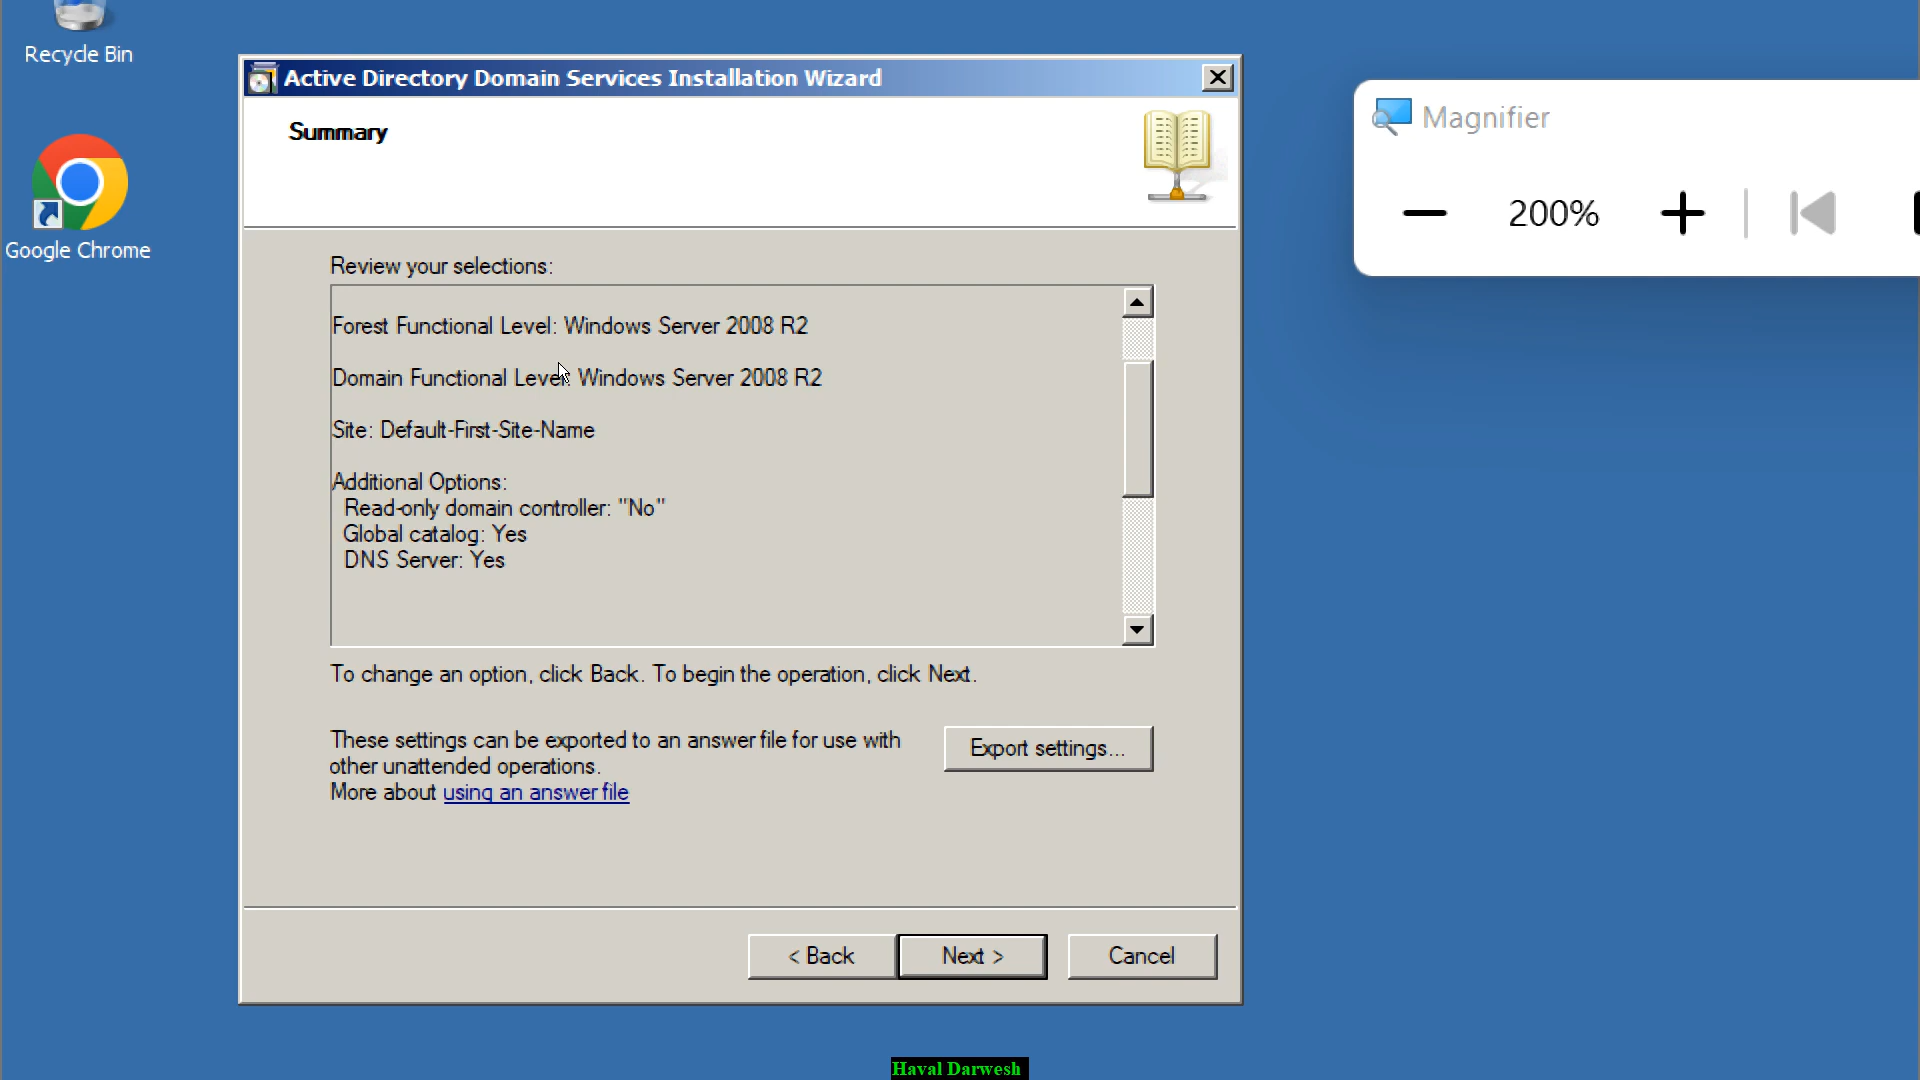 Recycle Bin
Google Chrome
Active Directory Domain Services Installation Wizard
Summary
Review your selections:
Forest Functional Level: Windows Server 2008 R2
Domain Functional Level: Windows Server 2008 R2
Site: Default-First-Site-Name
Additional Options:
Read-only domain controller: "No"
Global catalog: Yes
DNS Server: Yes
To change an option, click Back. To begin the operation, click Next.
These settings can be exported to an answer file for use with
other unattended operations.
More about using an answer file
Export settings...
< Back
Next >
Cancel
Magnifier
200%
Haval Darwesh